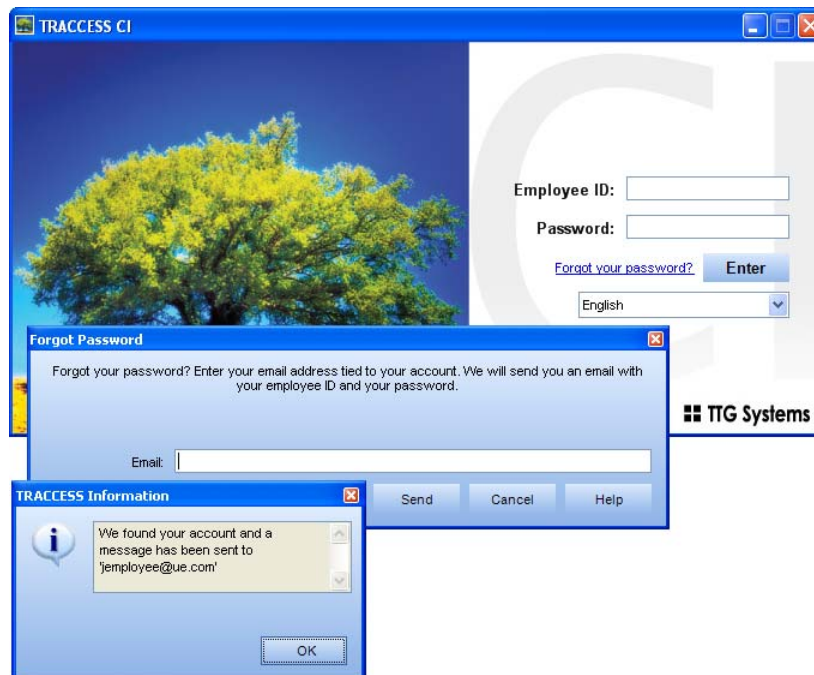 TRACCESS CI
CI
Employee ID:
Password:
Forgot your password?
Enter
English
TTG Systems
Forgot Password
Forgot your password? Enter your email address tied to your account. We will send you an email with
your employee ID and your password.
Email:
Send
Cancel
Help
TRACCESS Information
We found your account and a
message has been sent to
'jemployee@ue.com'
OK